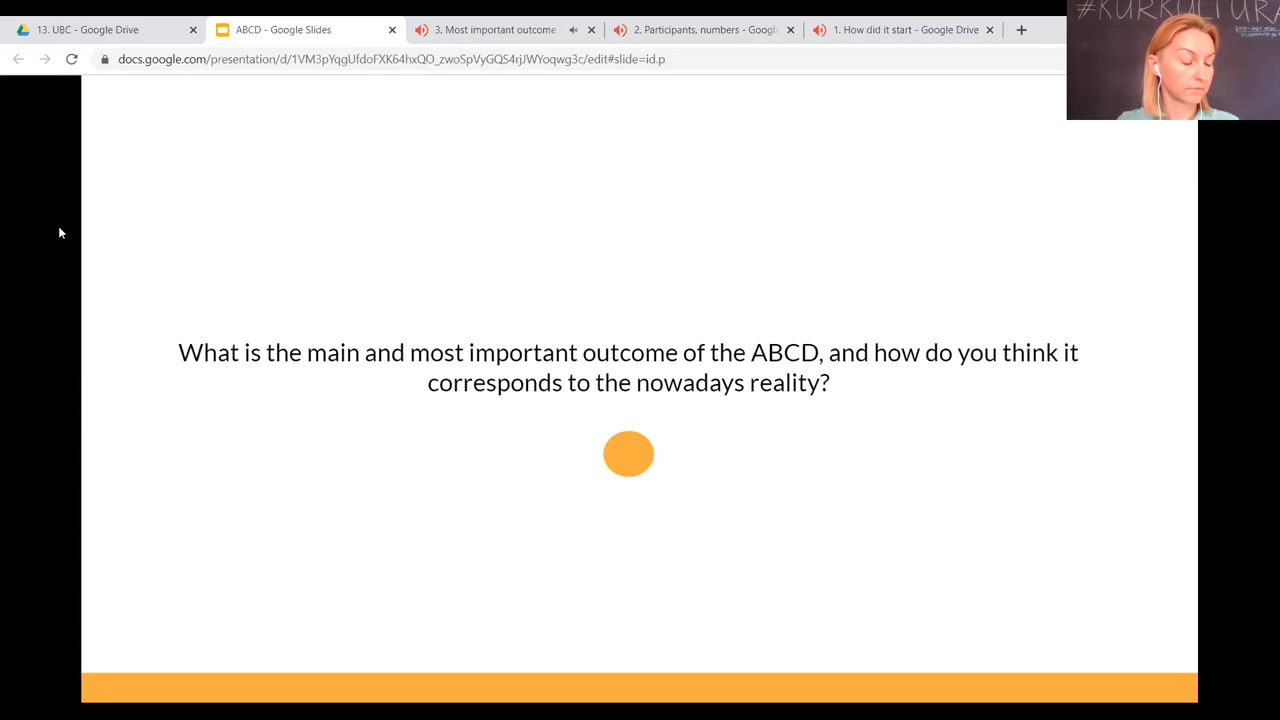 13. UBC - Google Drive
ABCD - Google Slides
3. Most important outcome
2. Participants, numbers - Googl
1. How did it start - Google Drive
docs.google.com/presentation/d/1VM3pYqgUfdoFXK64hxQO_zwoSpVyGQS4rjJWYoqwg3c/edit#slide=id.p
#KURKULTURA
What is the main and most important outcome of the ABCD, and how do you think it
corresponds to the nowadays reality?